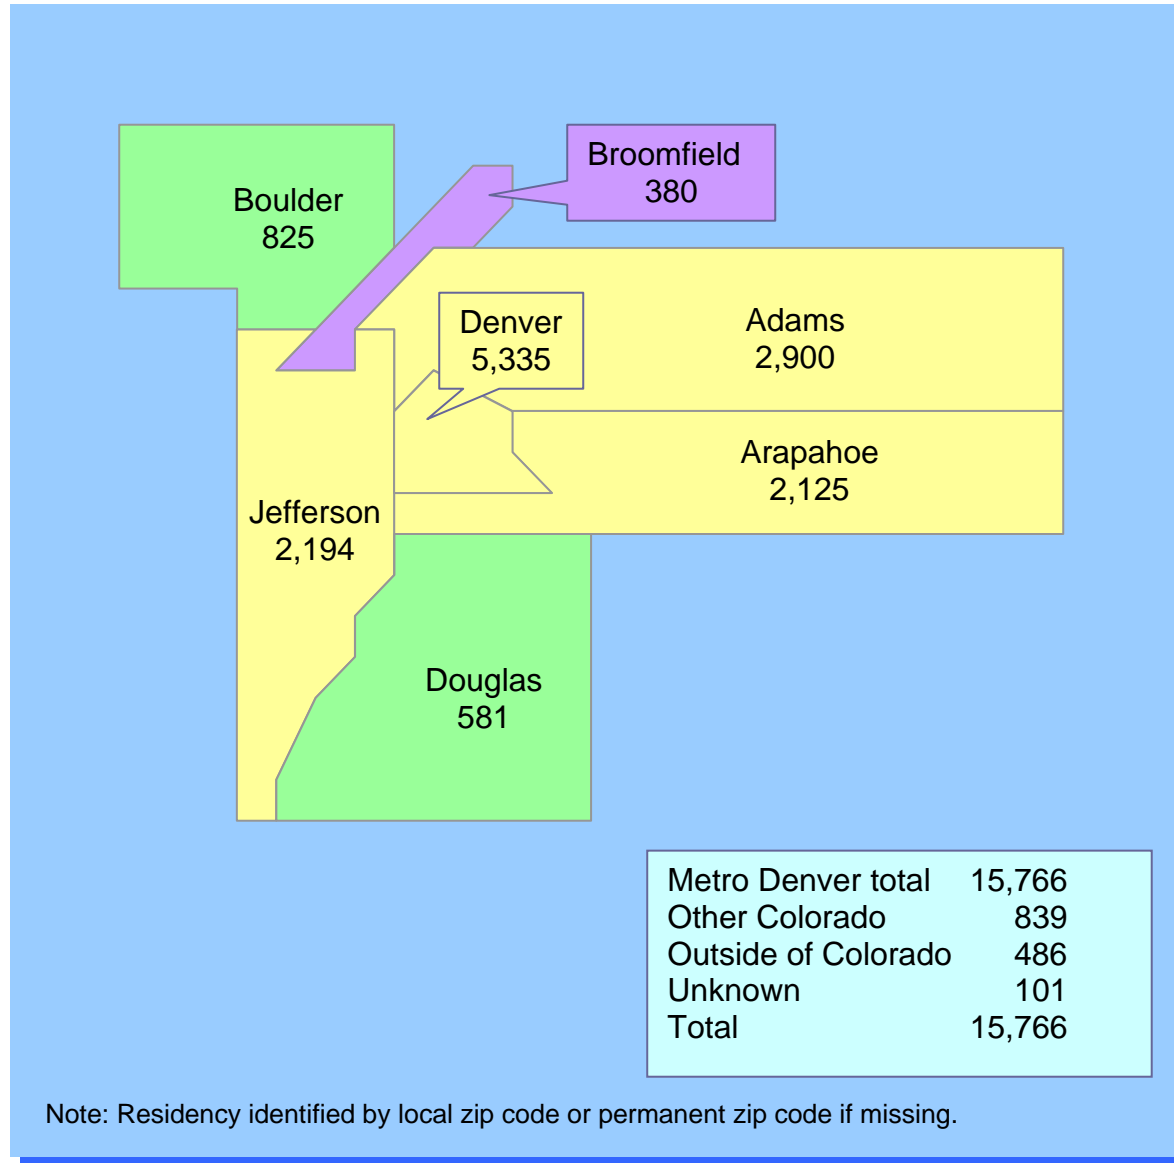 Broomfield
380
Boulder
825
Denver
5,335
Adams
2,900
Arapahoe
2,125
Jefferson
2,194
Douglas
581
Metro Denver total 15,766
Other Colorado 839
Outside of Colorado 486
Unknown 101
Total 15,766
Note: Residency identified by local zip code or permanent zip code if missing.